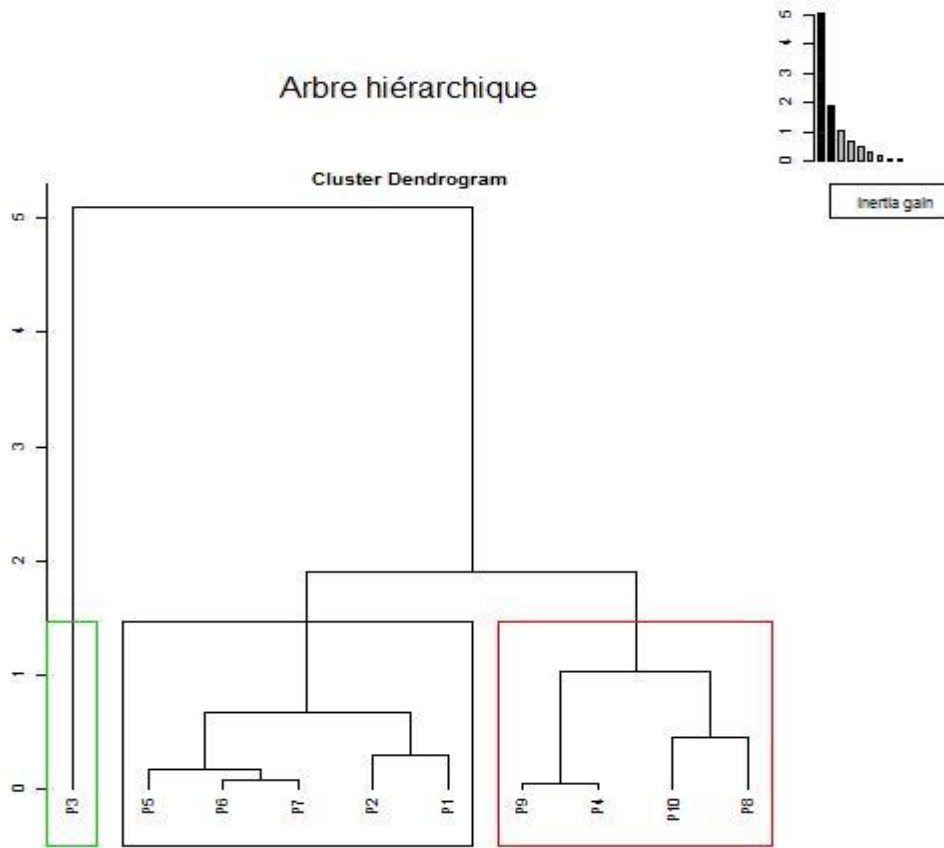 5
4
3
2
1
0
Inertia gain
Arbre hiérarchique
Cluster Dendrogram
5
4
3
2
1
0
P3
P5
P6
P7
P2
P1
P9
P4
P10
P8